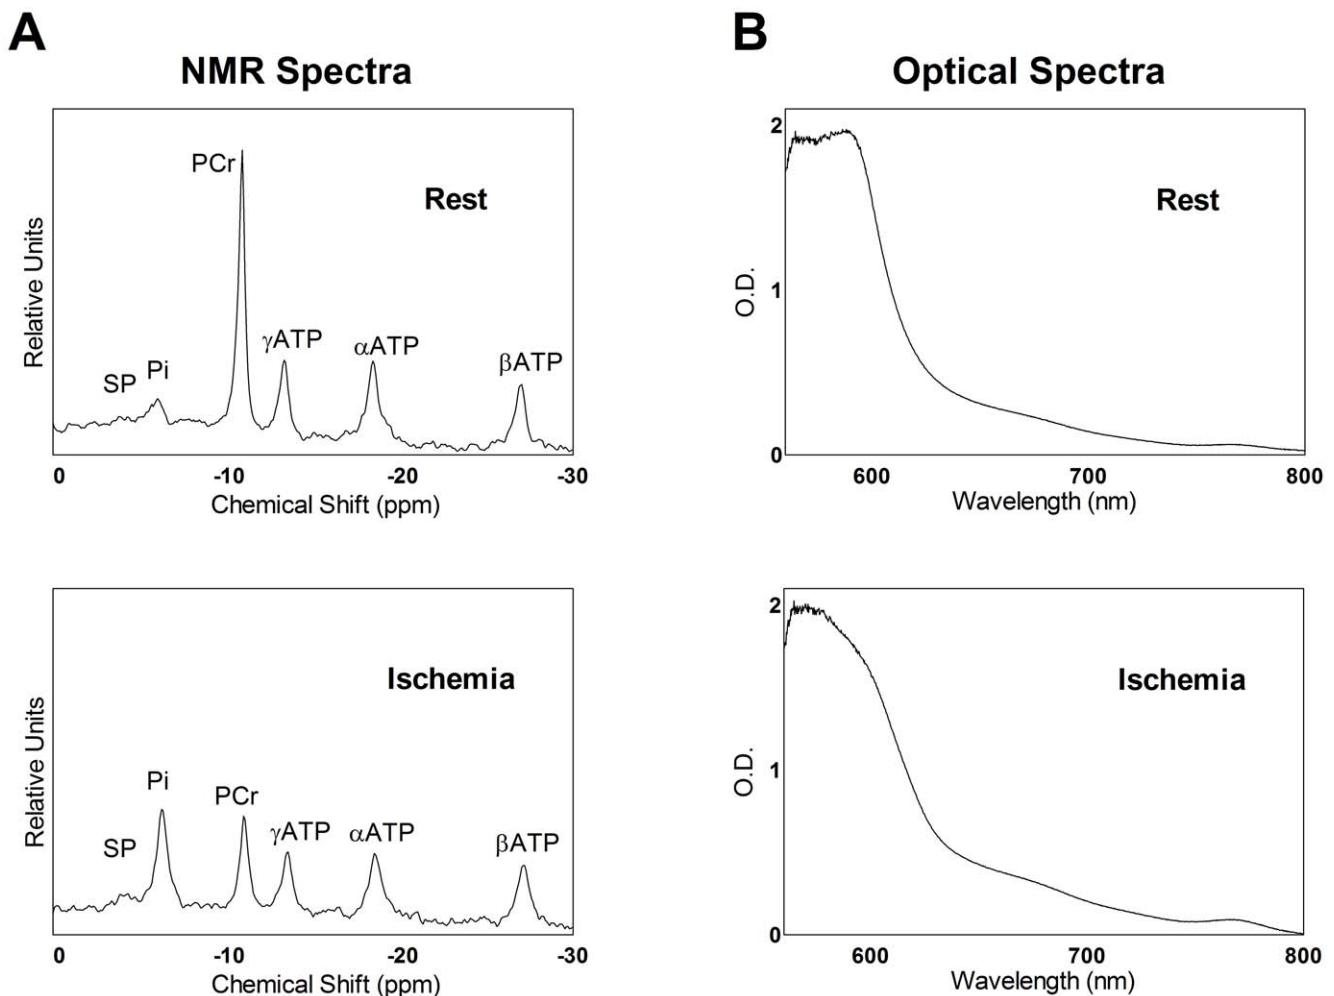 A
NMR Spectra
Relative Units
PCr
Rest
γATP
αATP
βATP
SP
Pi
0 -10 -20 -30
Chemical Shift (ppm)
B
Optical Spectra
O.D.
2
1
0
Rest
600 700 800
Wavelength (nm)
Relative Units
Ischemia
Pi
PCr
γATP
αATP
βATP
SP
0 -10 -20 -30
Chemical Shift (ppm)
O.D.
2
1
0
Ischemia
600 700 800
Wavelength (nm)